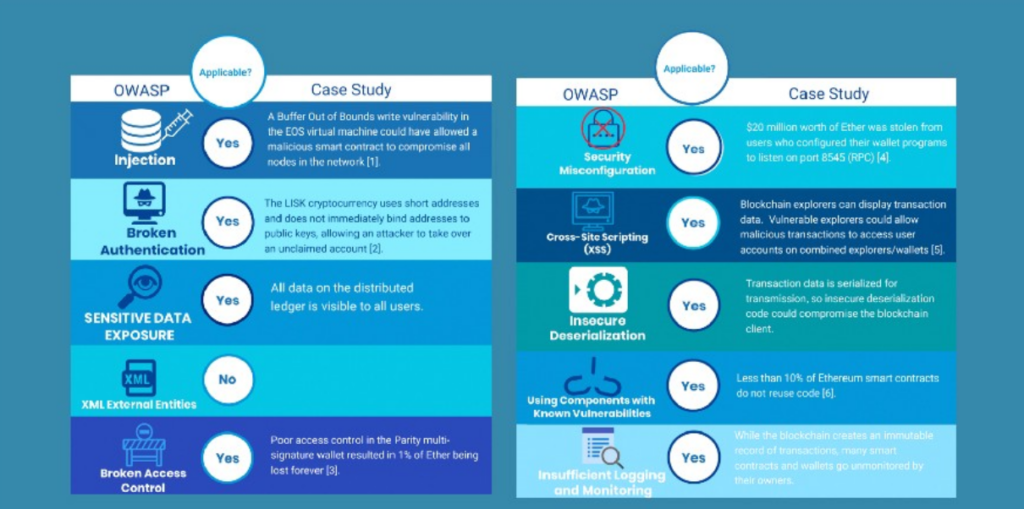 Applicable?
OWASP
Case Study
Injection
Yes
A Buffer Out of Bounds write vulnerability in
the EOS virtual machine could have allowed a
malicious smart contract to compromise all
nodes in the network [1].
Broken
Authentication
Yes
The LISK cryptocurrency uses short addresses
and does not immediately bind addresses to
public keys, allowing an attacker to take over
an unclaimed account [2].
SENSITIVE DATA
EXPOSURE
Yes
All data on the distributed
ledger is visible to all users.
XML
XML External Entities
No
Broken Access
Control
Yes
Poor access control in the Parity multi-
signature wallet resulted in 1% of Ether being
lost forever [3].
Applicable?
OWASP
Case Study
Security
Misconfiguration
Yes
$20 million worth of Ether was stolen from
users who configured their wallet programs
to listen on port 8545 (RPC) [4].
Cross-Site Scripting
(XSS)
Yes
Blockchain explorers can display transaction
data. Vulnerable explorers could allow
malicious transactions to access user
accounts on combined explorers/wallets [5].
Insecure
Deserialization
Yes
Transaction data is serialized for
transmission, so insecure deserialization
code could compromise the blockchain
client.
Using Components with
Known Vulnerabilities
Yes
Less than 10% of Ethereum smart contracts
do not reuse code [6].
Insufficient Logging
and Monitoring
Yes
While the blockchain creates an immutable
record of transactions, many smart
contracts and wallets go unmonitored by
their owners.